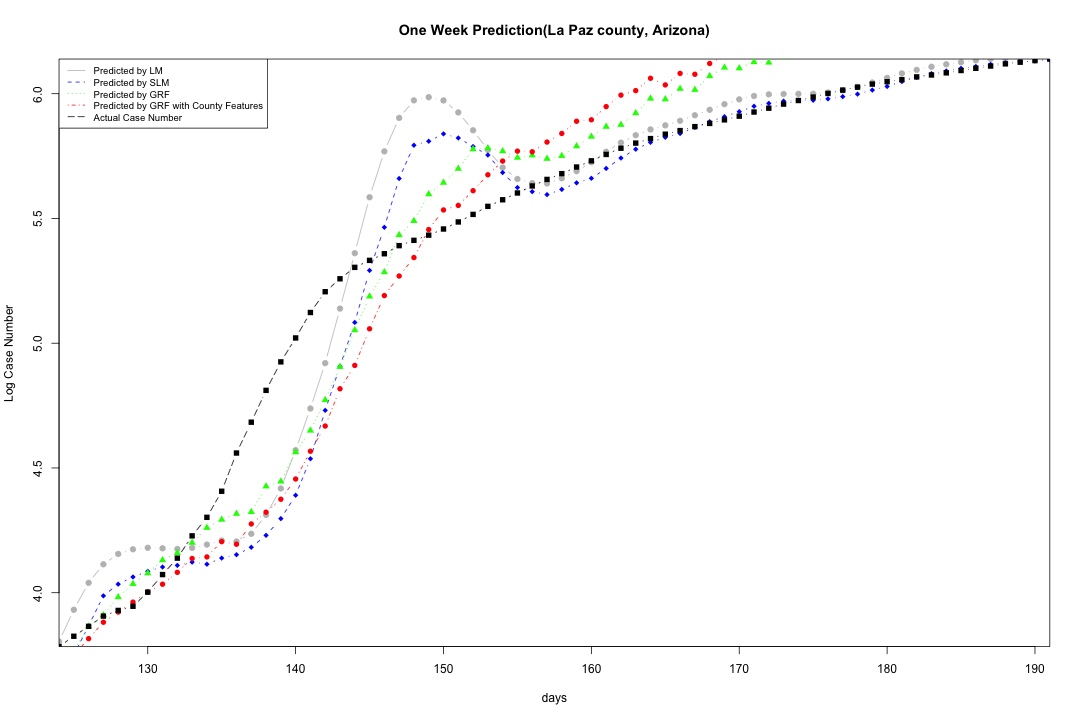 One Week Prediction(La Paz county, Arizona)
Predicted by LM
Predicted by SLM
Predicted by GRF
Predicted by GRF with County Features
Actual Case Number
Log Case Number
6.0
5.5
5.0
4.5
4.0
130 140 150 160 170 180 190
days